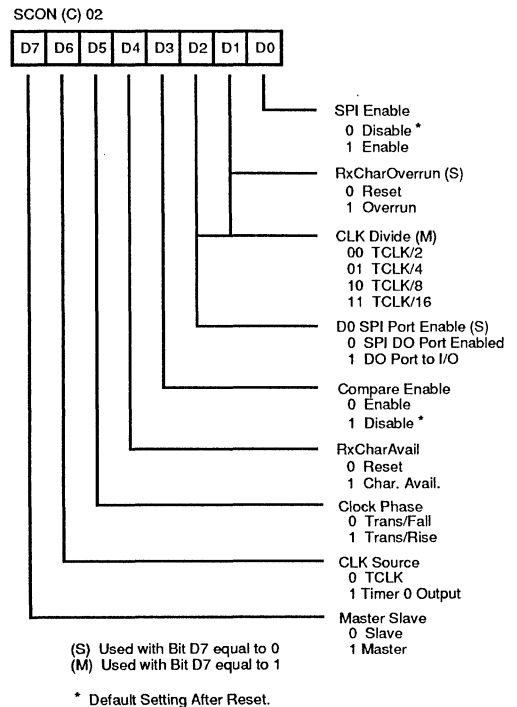 SCON (C) 02
D7 D6 D5 D4 D3 D2 D1 D0
SPI Enable
0 Disable *
1 Enable
RxCharOverrun (S)
0 Reset
1 Overrun
CLK Divide (M)
00 TCLK/2
01 TCLK/4
10 TCLK/8
11 TCLK/16
D0 SPI Port Enable (S)
0 SPI DO Port Enabled
1 DO Port to I/O
Compare Enable
0 Enable
1 Disable *
RxCharAvail
0 Reset
1 Char. Avail.
Clock Phase
0 Trans/Fall
1 Trans/Rise
CLK Source
0 TCLK
1 Timer 0 Output
Master Slave
0 Slave
1 Master
(S) Used with Bit D7 equal to 0
(M) Used with Bit D7 equal to 1
* Default Setting After Reset.